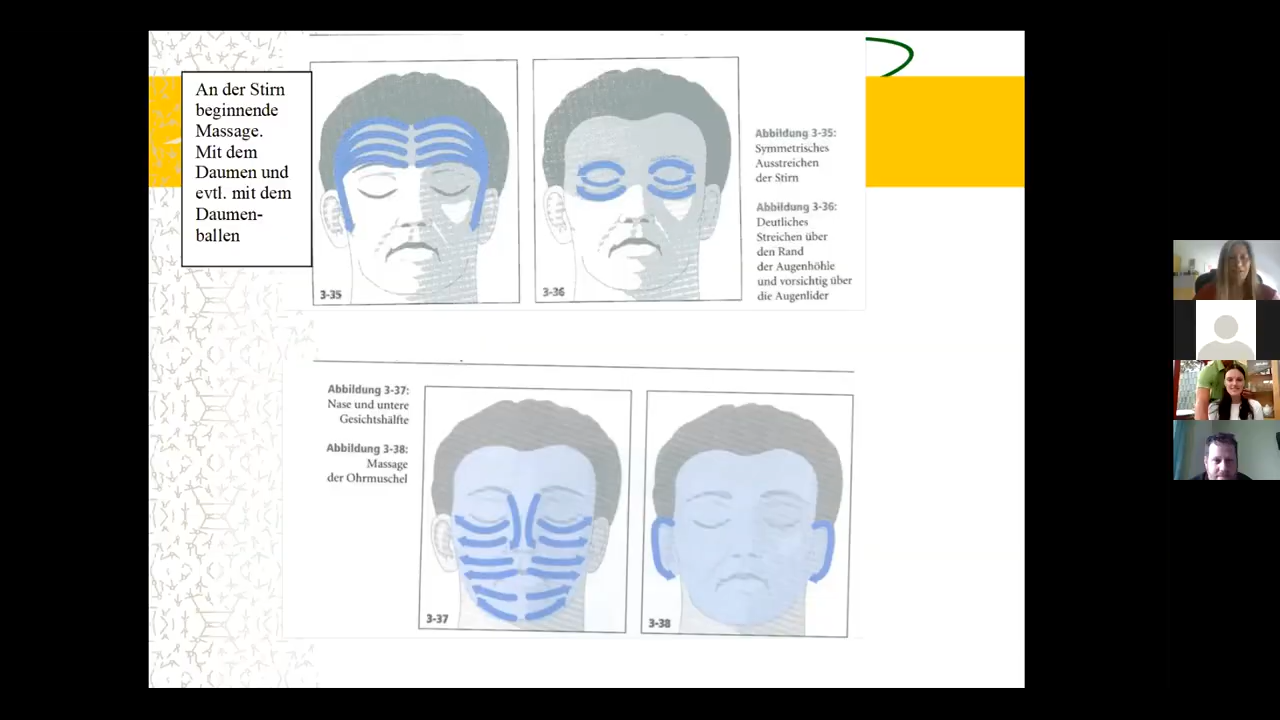 An der Stirn
beginnende
Massage.
Mit dem
Daumen und
evtl. mit dem
Daumen-
ballen
3-35
3-36
Abbildung 3-35:
Symmetrisches
Ausstreichen
der Stirn
Abbildung 3-36:
Deutliches
Streichen über
den Rand
der Augenhöhle
und vorsichtig über
die Augenlider
Abbildung 3-37:
Nase und untere
Gesichtshälfte
Abbildung 3-38:
Massage
der Ohrmuschel
3-37
3-38